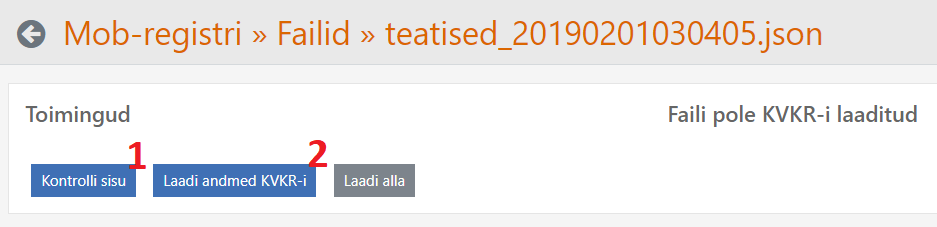 Mob-registri » Failid » teatised_20190201030405.json
Toimingud
Faili pole KVKR-i laaditud
1
2
Kontrolli sisu
Laadi andmed KVKR-i
Laadi alla